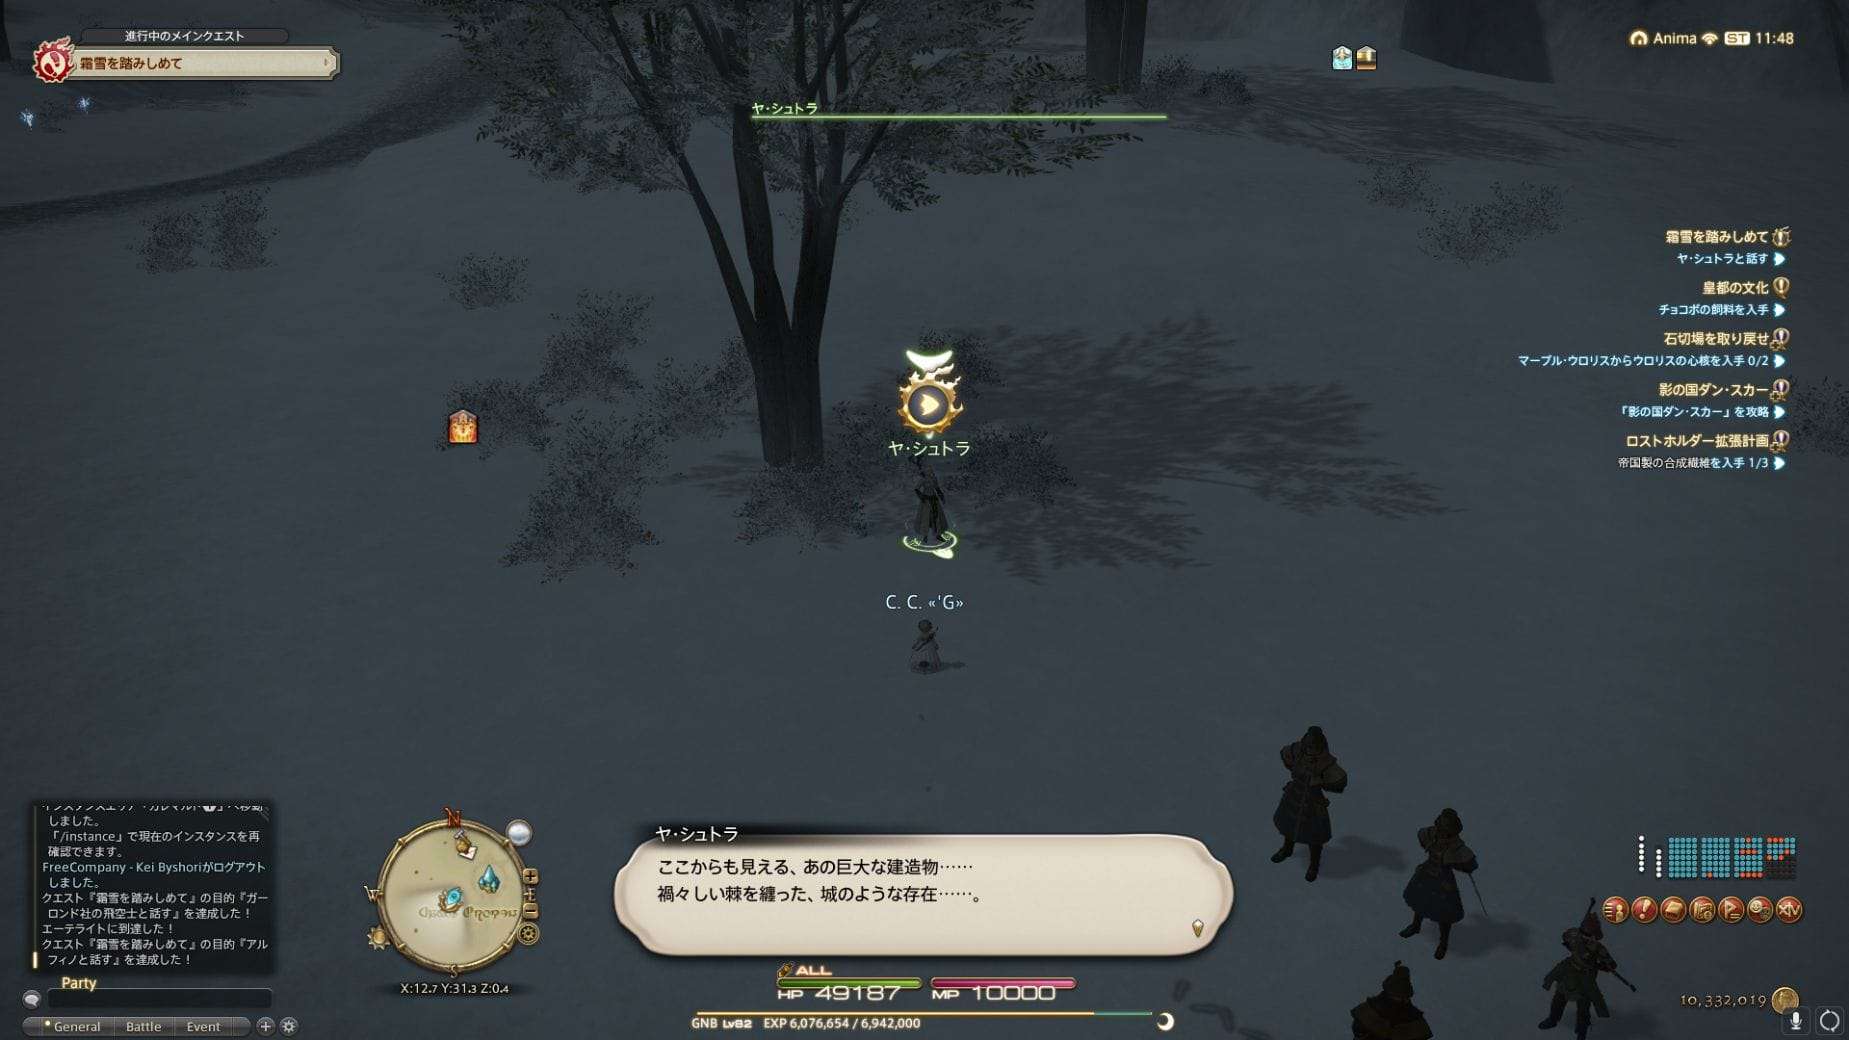 進行中のメインクエスト
霜雪を踏みしめて
Anima ST 11:48
ヤ・シュトラ
霜雪を踏みしめて
ヤ・シュトラと話す
皇都の文化
チョコボの飼料を入手
石切場を取り戻せ
マーブル・ウロリスからウロリスの心核を入手 0/2
影の国ダン・スカー
『影の国ダン・スカー』を攻略
ロストホルダー拡張計画
帝国製の合成繊維を入手 1/3
ヤ・シュトラ
C. C. «'G»
しました。
「/instance」で現在のインスタンスを再
確認できます。
FreeCompany - Kei Byshoriがログアウト
しました。
クエスト『霜雪を踏みしめて』の目的『ガー
ロンド社の飛空士と話す』を達成した！
エーテライトに到達した！
クエスト『霜雪を踏みしめて』の目的『アル
フィノと話す』を達成した！
Party
General Battle Event
N
W
S
X:12.7 Y:31.3 Z:0.4
ヤ・シュトラ
ここからも見える、あの巨大な建造物……
禍々しい棘を纏った、城のような存在……。
ALL
HP 49187 MP 10000
GNB Lv82 EXP 6,076,654 / 6,942,000
XIV
10,332,019